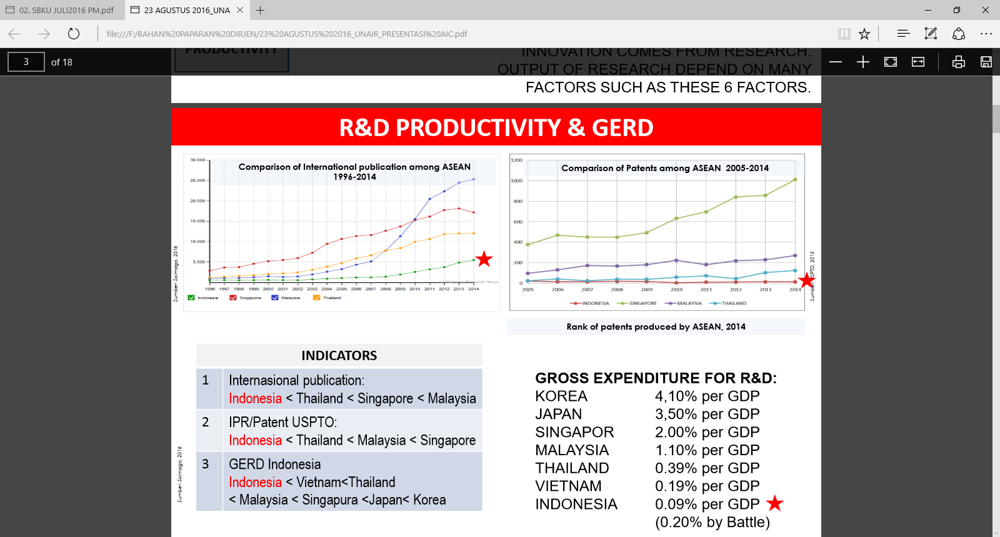 02. SBKU JULI2016 PM.pdf
23 AGUSTUS 2016_UNA
file:///F:/BAHAN%20PAPARAN%20DIRJEN/23%20AGUSTUS%202016_UNAIR_PRESENTASI%20AIC.pdf
3 of 18
PRODUCTIVITY
INNOVATION COMES FROM RESEARCH.
OUTPUT OF RESEARCH DEPEND ON MANY
FACTORS SUCH AS THESE 6 FACTORS.
R&D PRODUCTIVITY & GERD
Comparison of International publication among ASEAN
1996-2014
30.000
25.000
20.000
15.000
10.000
5.000
1996 1997 1998 1999 2000 2001 2002 2003 2004 2005 2006 2007 2008 2009 2010 2011 2012 2013 2014
Indonesia Singapore Malaysia Thailand
Sumber: Scimago, 2016
Comparison of Patents among ASEAN 2005-2014
1200
1000
800
600
400
200
0
2005 2006 2007 2008 2009 2010 2011 2012 2013 2014
INDONESIA SINGAPORE MALAYSIA THAILAND
Sumber: USPTO, 2015
Rank of patents produced by ASEAN, 2014
INDICATORS
1 Internasional publication:
Indonesia < Thailand < Singapore < Malaysia
2 IPR/Patent USPTO:
Indonesia < Thailand < Malaysia < Singapore
3 GERD Indonesia
Indonesia < Vietnam<Thailand
< Malaysia < Singapura <Japan< Korea
Sumber: Scimago, 2016
GROSS EXPENDITURE FOR R&D:
KOREA 4,10% per GDP
JAPAN 3,50% per GDP
SINGAPOR 2.00% per GDP
MALAYSIA 1.10% per GDP
THAILAND 0.39% per GDP
VIETNAM 0.19% per GDP
INDONESIA 0.09% per GDP
(0.20% by Battle)